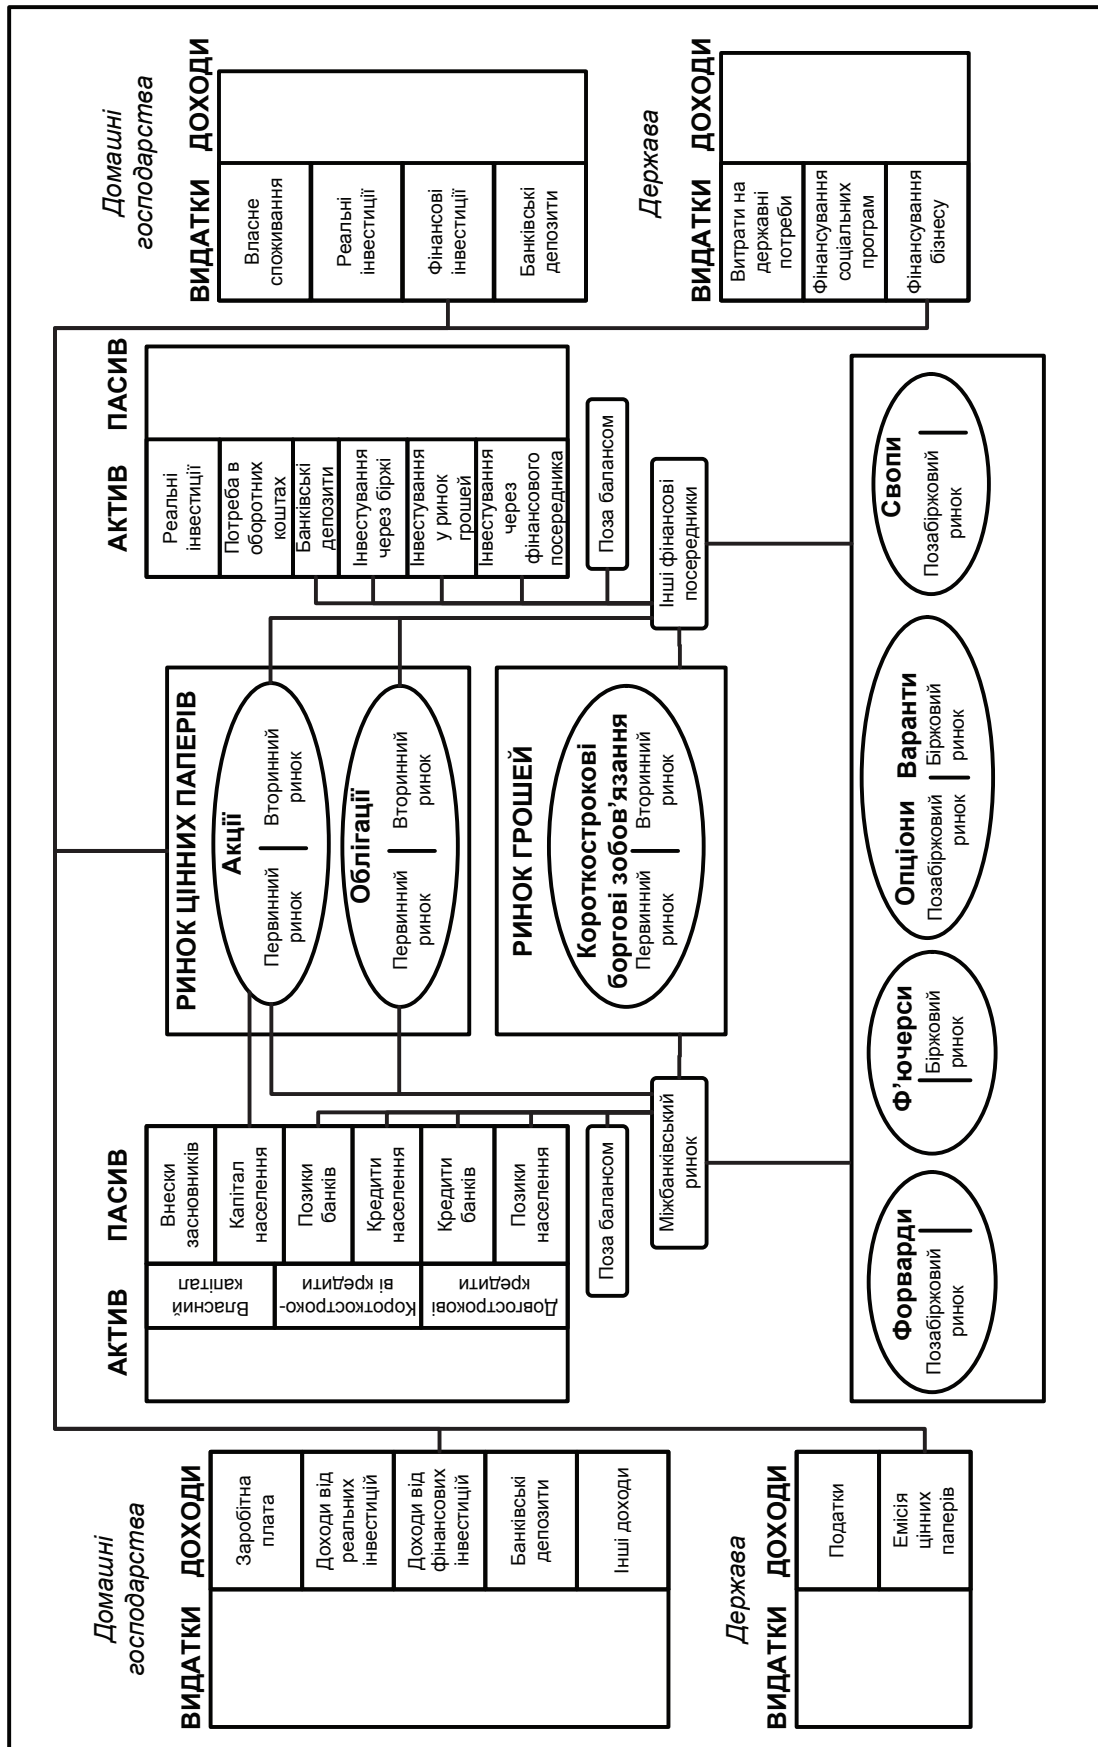 Домашні
господарства
ВИДАТКИ ДОХОДИ
Заробітна
плата
Доходи від
реальних
інвестицій
Доходи від
фінансових
інвестицій
Банківські
депозити
Інші доходи
Держава
ВИДАТКИ ДОХОДИ
Податки
Емісія
цінних
паперів
АКТИВ ПАСИВ
Власний
капітал
Короткостроко-
ві кредити
Довгострокові
кредити
Внески
засновників
Капітал
населення
Позики
банків
Кредити
населення
Кредити
банків
Позики
населення
Поза балансом
Міжбанківський
ринок
РИНОК ЦІННИХ ПАПЕРІВ
Акції
Первинний
ринок
Вторинний
ринок
Облігації
Первинний
ринок
Вторинний
ринок
РИНОК ГРОШЕЙ
Короткострокові
боргові зобов’язання
Первинний
ринок
Вторинний
ринок
АКТИВ ПАСИВ
Реальні
інвестиції
Потреба в
оборотних
коштах
Банківські
депозити
Інвестування
через біржі
Інвестування
у ринок
грошей
Інвестування
через
фінансового
посередника
Поза балансом
Інші фінансові
посередники
Домашні
господарства
ВИДАТКИ ДОХОДИ
Власне
споживання
Реальні
інвестиції
Фінансові
інвестиції
Банківські
депозити
Держава
ВИДАТКИ ДОХОДИ
Витрати на
державні
потреби
Фінансування
соціальних
програм
Фінансування
бізнесу
Форварди
Позабіржовий
ринок
Ф’ючерси
Біржовий
ринок
Опціони Варанти
Позабіржовий
ринок
Біржовий
ринок
Свопи
Позабіржовий
ринок